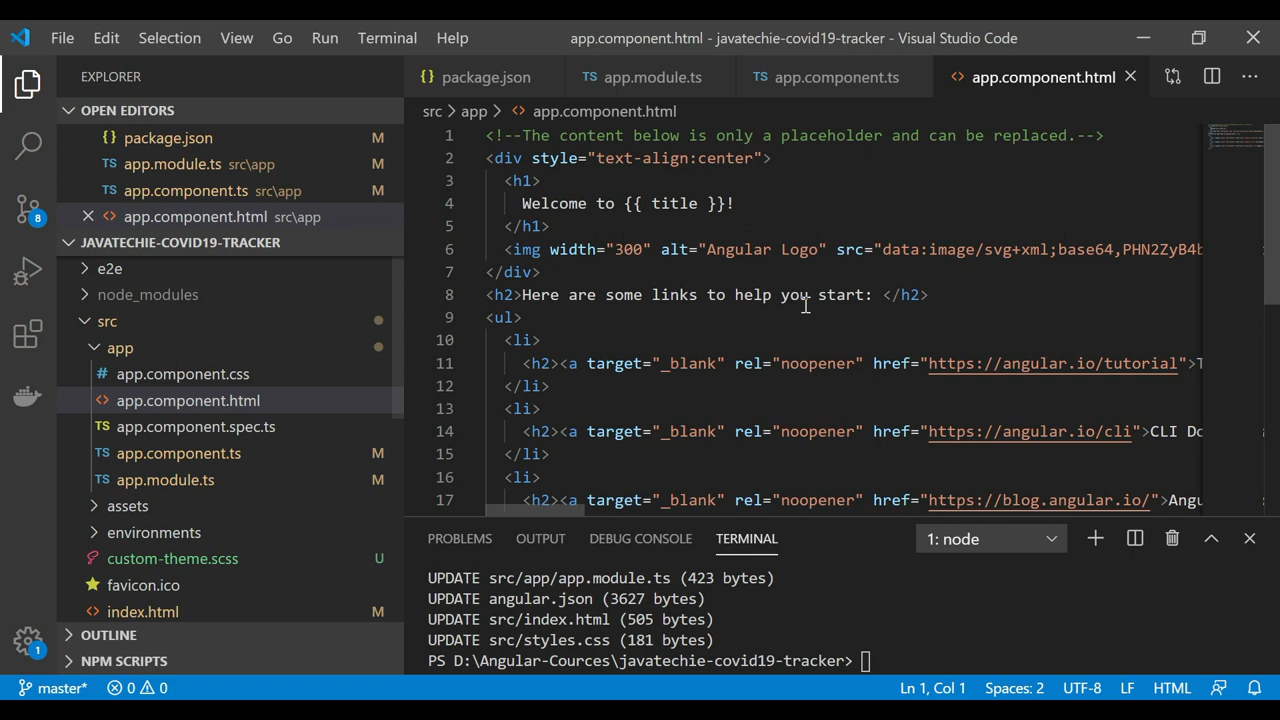 File Edit Selection View Go Run Terminal Help app.component.html - javatechie-covid19-tracker - Visual Studio Code
EXPLORER
OPEN EDITORS
{} package.json M
TS app.module.ts src\app M
TS app.component.ts src\app M
<> app.component.html src\app
JAVATECHIE-COVID19-TRACKER
e2e
node_modules
src
app
# app.component.css
<> app.component.html
TS app.component.spec.ts
TS app.component.ts M
TS app.module.ts M
assets
environments
custom-theme.scss U
favicon.ico
<> index.html M
OUTLINE
NPM SCRIPTS
8
1
{} package.json TS app.module.ts TS app.component.ts <> app.component.html
src > app > <> app.component.html
1 <!--The content below is only a placeholder and can be replaced.-->
2 <div style="text-align:center">
3 <h1>
4 Welcome to {{ title }}!
5 </h1>
6 <img width="300" alt="Angular Logo" src="data:image/svg+xml;base64,PHN2ZyB4b
7 </div>
8 <h2>Here are some links to help you start: </h2>
9 <ul>
10 <li>
11 <h2><a target="_blank" rel="noopener" href="https://angular.io/tutorial">T
12 </li>
13 <li>
14 <h2><a target="_blank" rel="noopener" href="https://angular.io/cli">CLI Do
15 </li>
16 <li>
17 <h2><a target="_blank" rel="noopener" href="https://blog.angular.io/">Angu
PROBLEMS OUTPUT DEBUG CONSOLE TERMINAL 1: node
UPDATE src/app/app.module.ts (423 bytes)
UPDATE angular.json (3627 bytes)
UPDATE src/index.html (505 bytes)
UPDATE src/styles.css (181 bytes)
PS D:\Angular-Cources\javatechie-covid19-tracker>
master* 0 0 Ln 1, Col 1 Spaces: 2 UTF-8 LF HTML